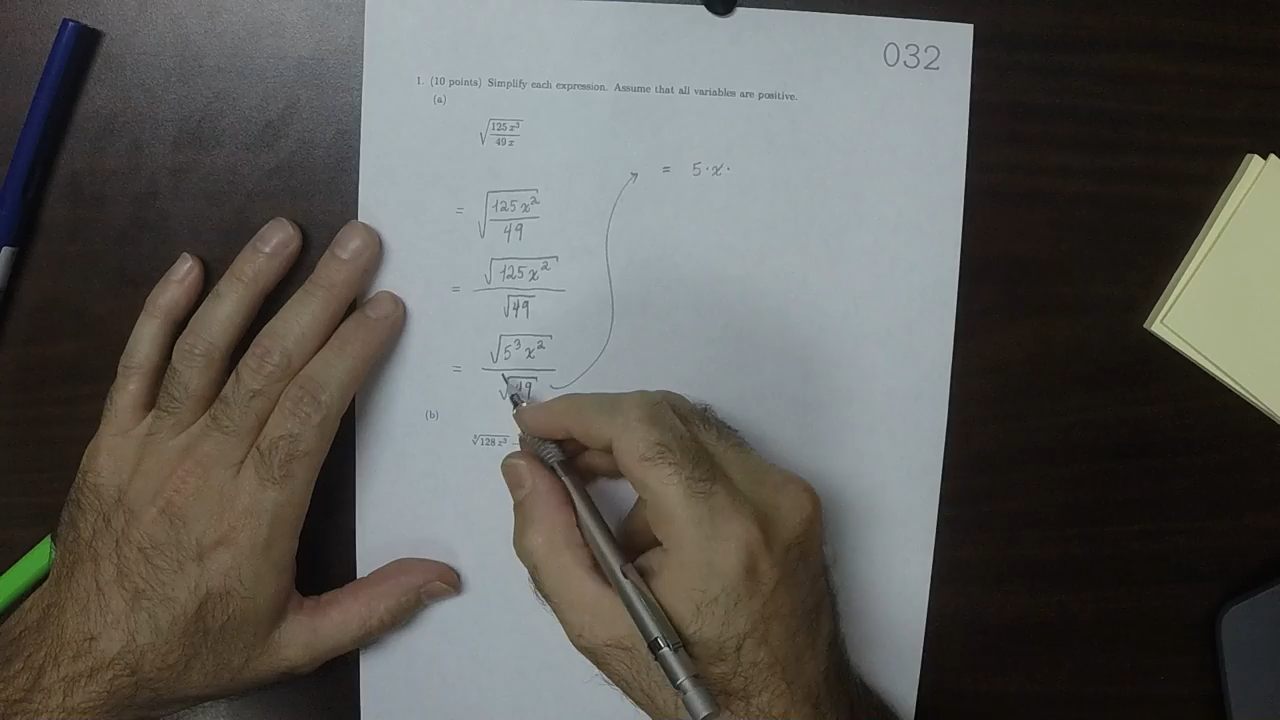 032
1. (10 points) Simplify each expression. Assume that all variables are positive.
(a)
√(125x³/49x)
= √(125x²/49)
= √(125x²)/√49
= √(5³x²)/√49
= 5·x·
(b)
∛(128x³) −